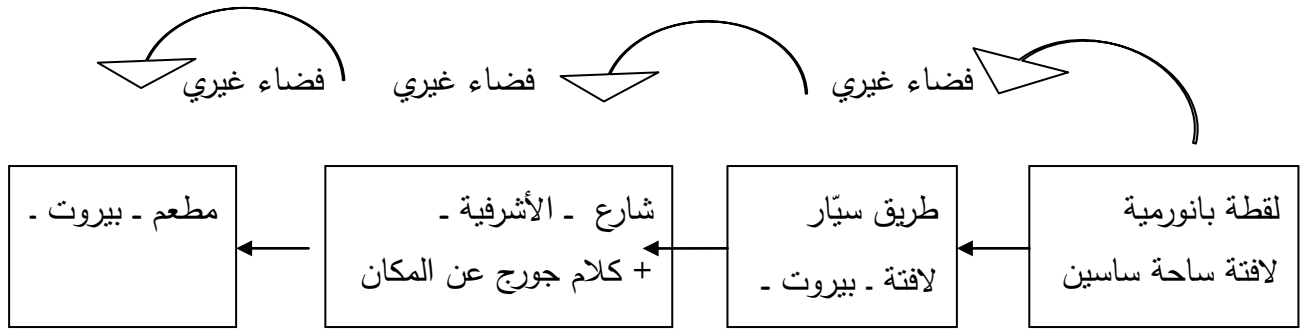 فضاء غيري
فضاء غيري
فضاء غيري
لقطة بانورمية
لافتة ساحة ساسين
طريق سيّار
لافتة ـ بيروت ـ
شارع ـ الأشرفية ـ
+ كلام جورج عن المكان
مطعم ـ بيروت ـ